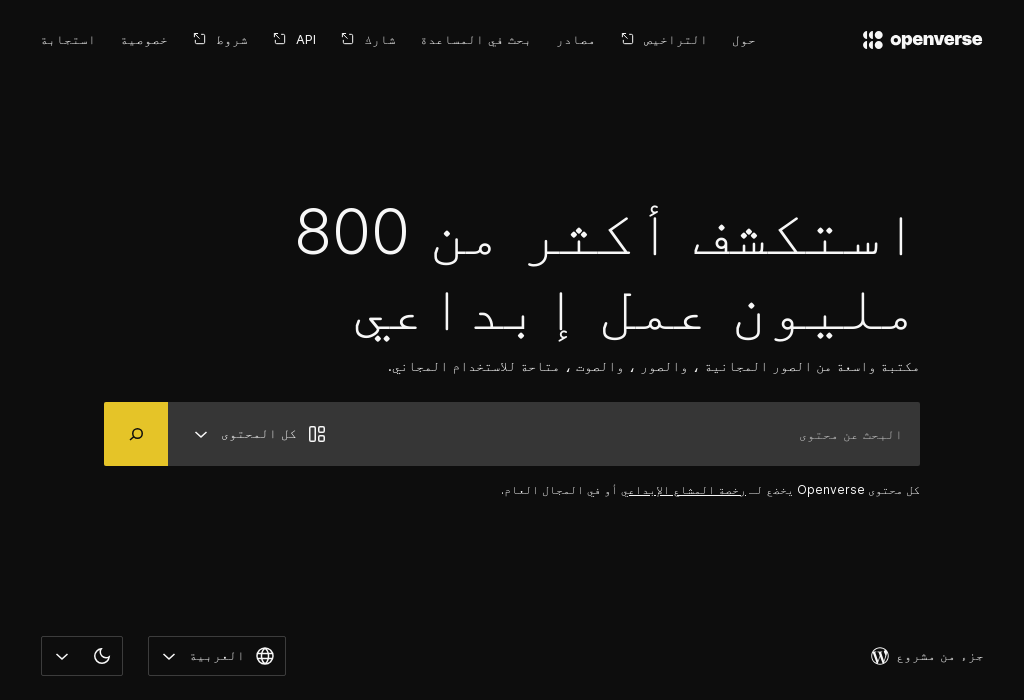 openverse
حول
التراخيص
مصادر
بحث في المساعدة
شارك
API
شروط
خصوصية
استجابة
استكشف أكثر من 800
مليون عمل إبداعي
مكتبة واسعة من الصور المجانية ، والصور ، والصوت ، متاحة للاستخدام المجاني.
البحث عن محتوى
كل المحتوى
كل محتوى Openverse يخضع لـ رخصة المشاع الإبداعي أو في المجال العام.
جزء من مشروع
العربية